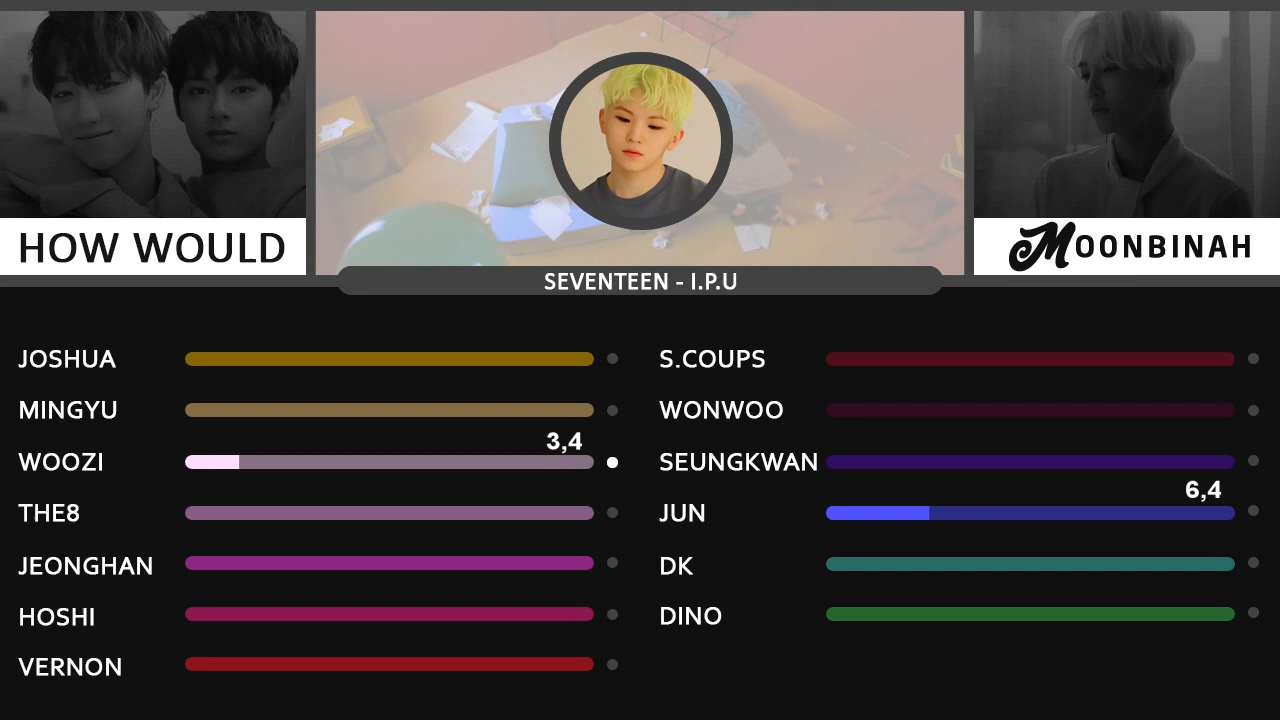 HOW WOULD
MOONBINAH
SEVENTEEN - I.P.U
JOSHUA
MINGYU
3,4
WOOZI
THE8
JEONGHAN
HOSHI
VERNON
S.COUPS
WONWOO
SEUNGKWAN
6,4
JUN
DK
DINO